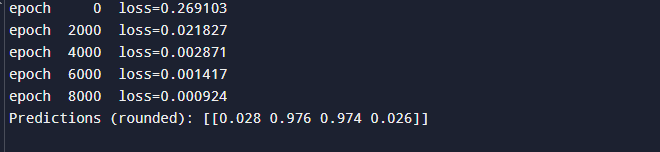 epoch     0  loss=0.269103
epoch  2000  loss=0.021827
epoch  4000  loss=0.002871
epoch  6000  loss=0.001417
epoch  8000  loss=0.000924
Predictions (rounded): [[0.028 0.976 0.974 0.026]]